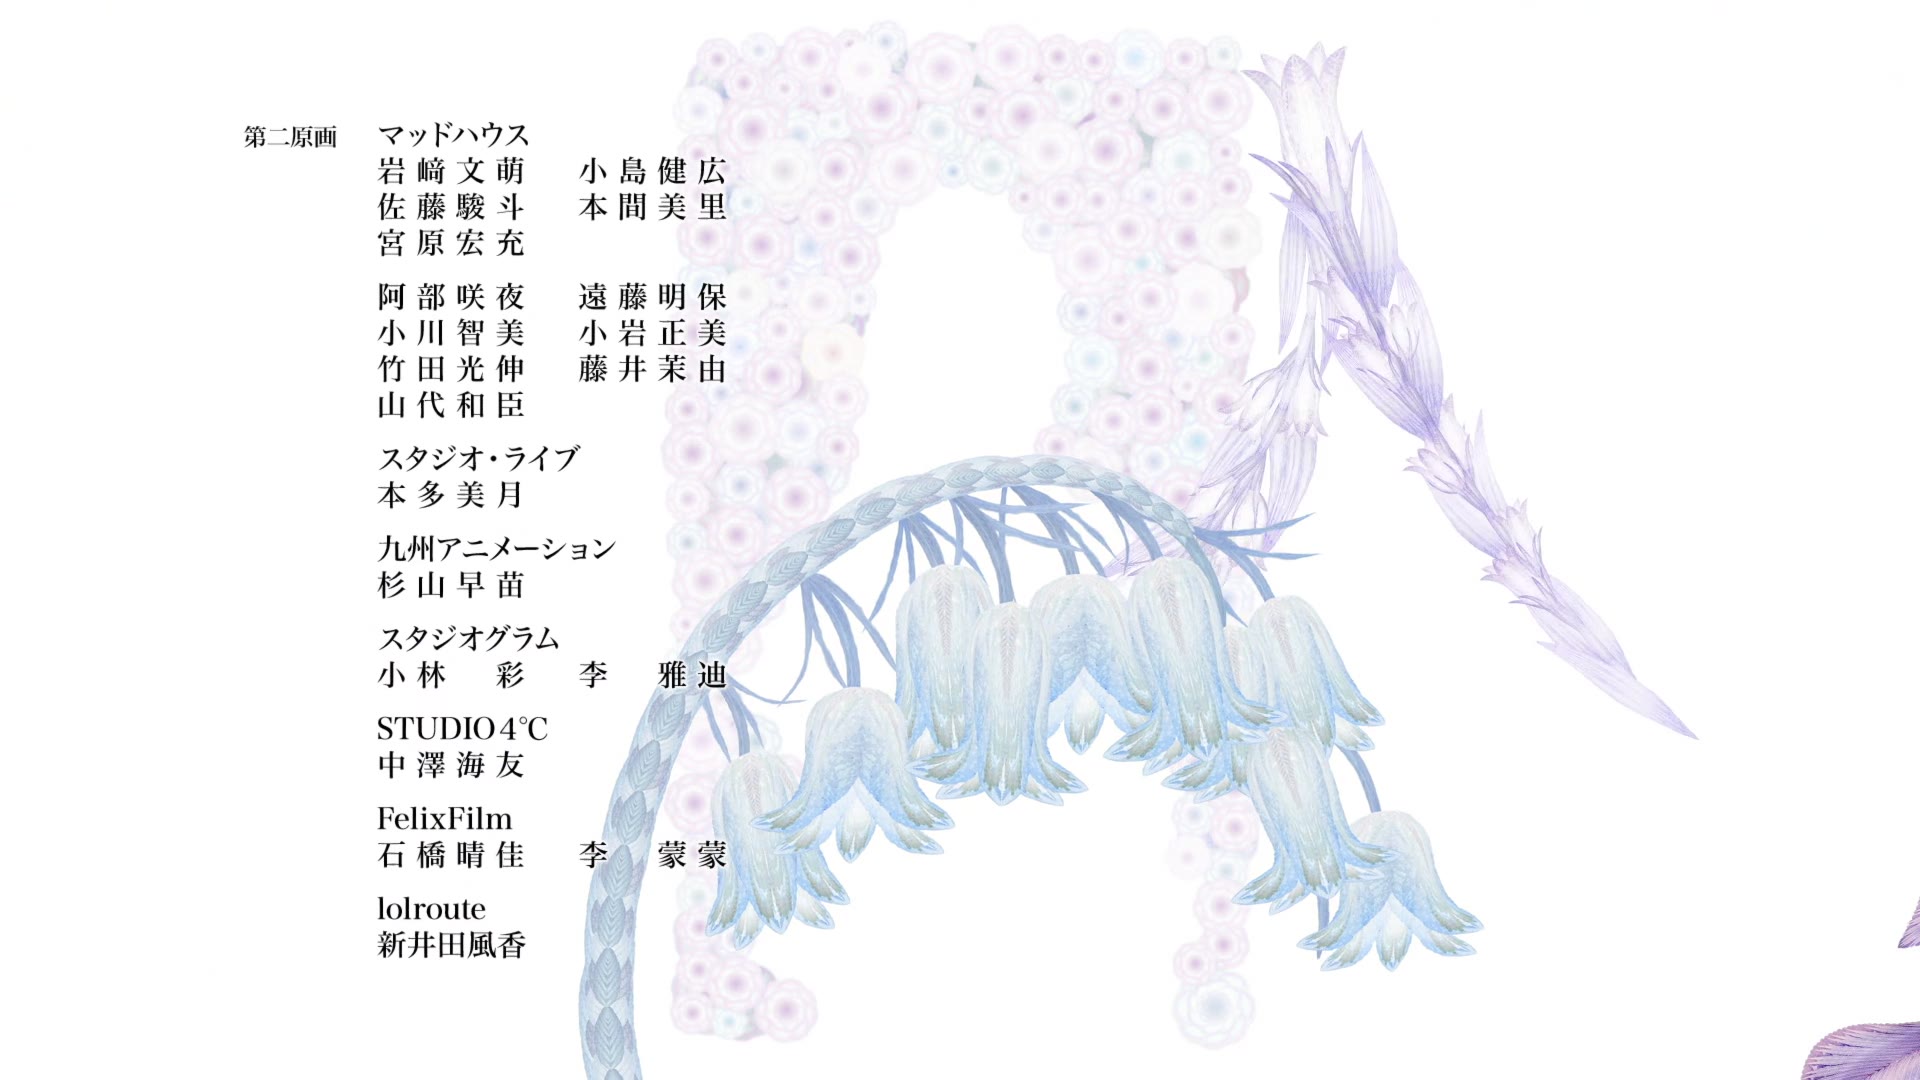 第二原画 マッドハウス
岩﨑文萌 小島健広
佐藤駿斗 本間美里
宮原宏充
阿部咲夜 遠藤明保
小川智美 小岩正美
竹田光伸 藤井茉由
山代和臣
スタジオ・ライブ
本多美月
九州アニメーション
杉山早苗
スタジオグラム
小林 彩 李 雅迪
STUDIO4℃
中澤海友
FelixFilm
石橋晴佳 李 蒙蒙
lolroute
新井田風香